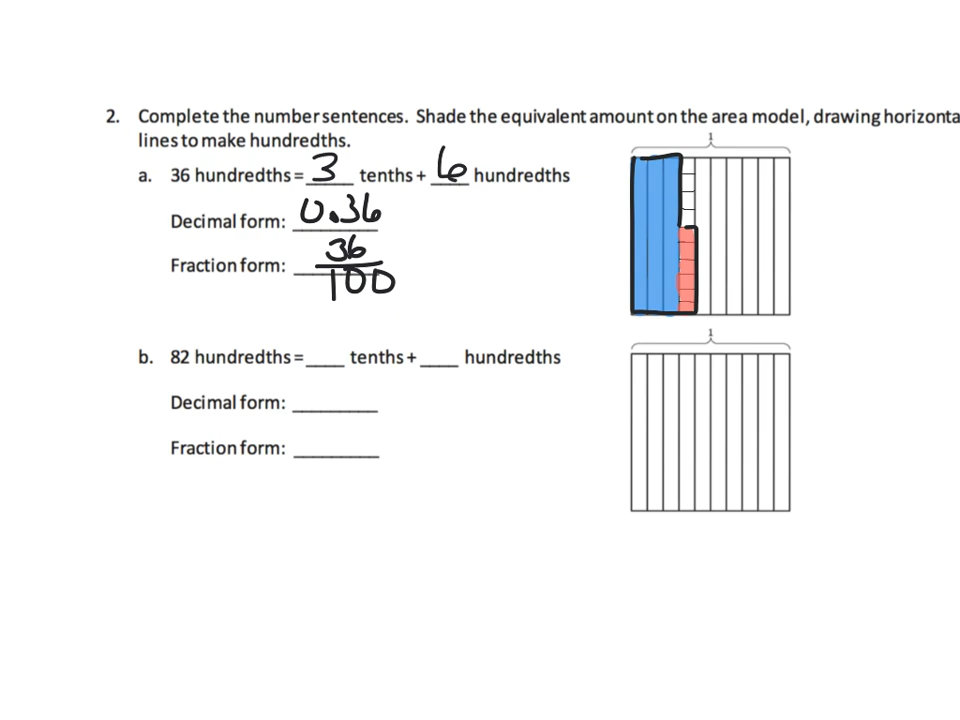 2. Complete the number sentences. Shade the equivalent amount on the area model, drawing horizonta
lines to make hundredths.
1
a. 36 hundredths = 3 tenths + 6 hundredths
Decimal form: 0.36
Fraction form: 36/100
1
b. 82 hundredths = ____ tenths + ____ hundredths
Decimal form: ________
Fraction form: ________